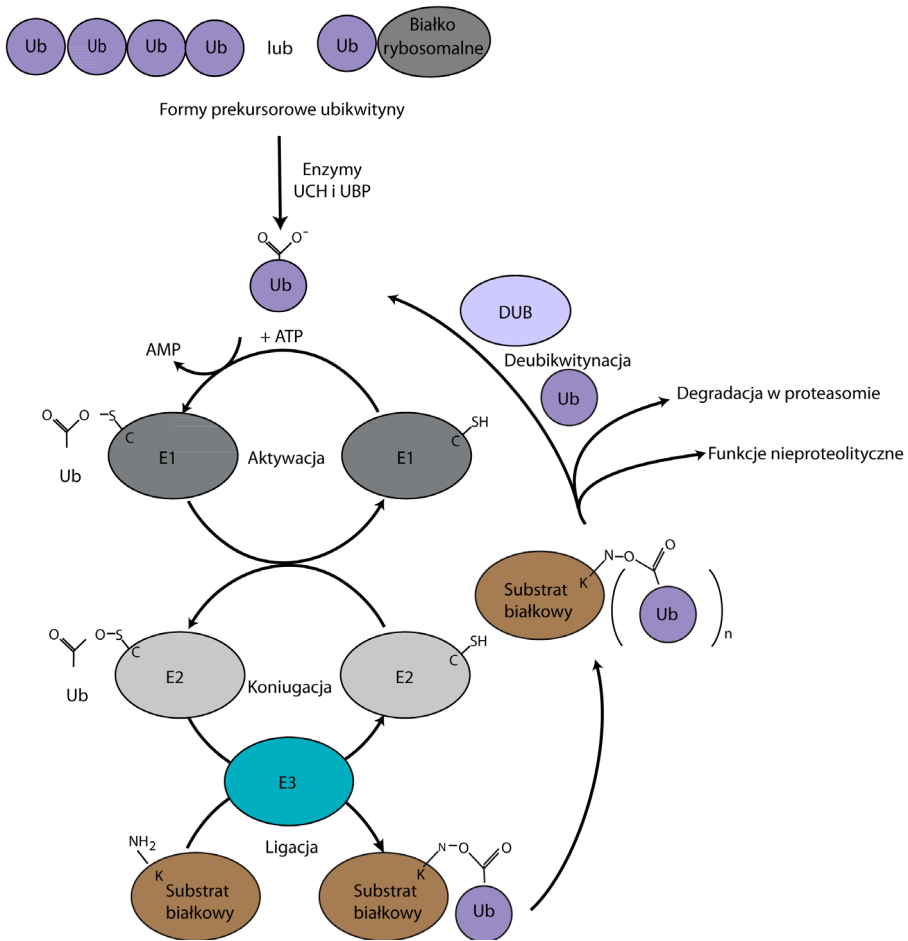 Ub Ub Ub Ub lub Ub Białko
rybosomalne
Formy prekursorowe ubikwityny
Enzymy
UCH i UBP
O O⁻
Ub
+ ATP
AMP
DUB
Deubikwitynacja
Ub
Degradacja w proteasomie
Funkcje nieproteolityczne
O O –S
C
Ub
E1
Aktywacja
E1
C
SH
O O–S
C
Ub
E2
Koniugacja
E2
C
SH
Substrat
białkowy
K N O O
Ub
n
E3
Ligacja
NH2
K
Substrat
białkowy
K N O O
Substrat
białkowy
Ub